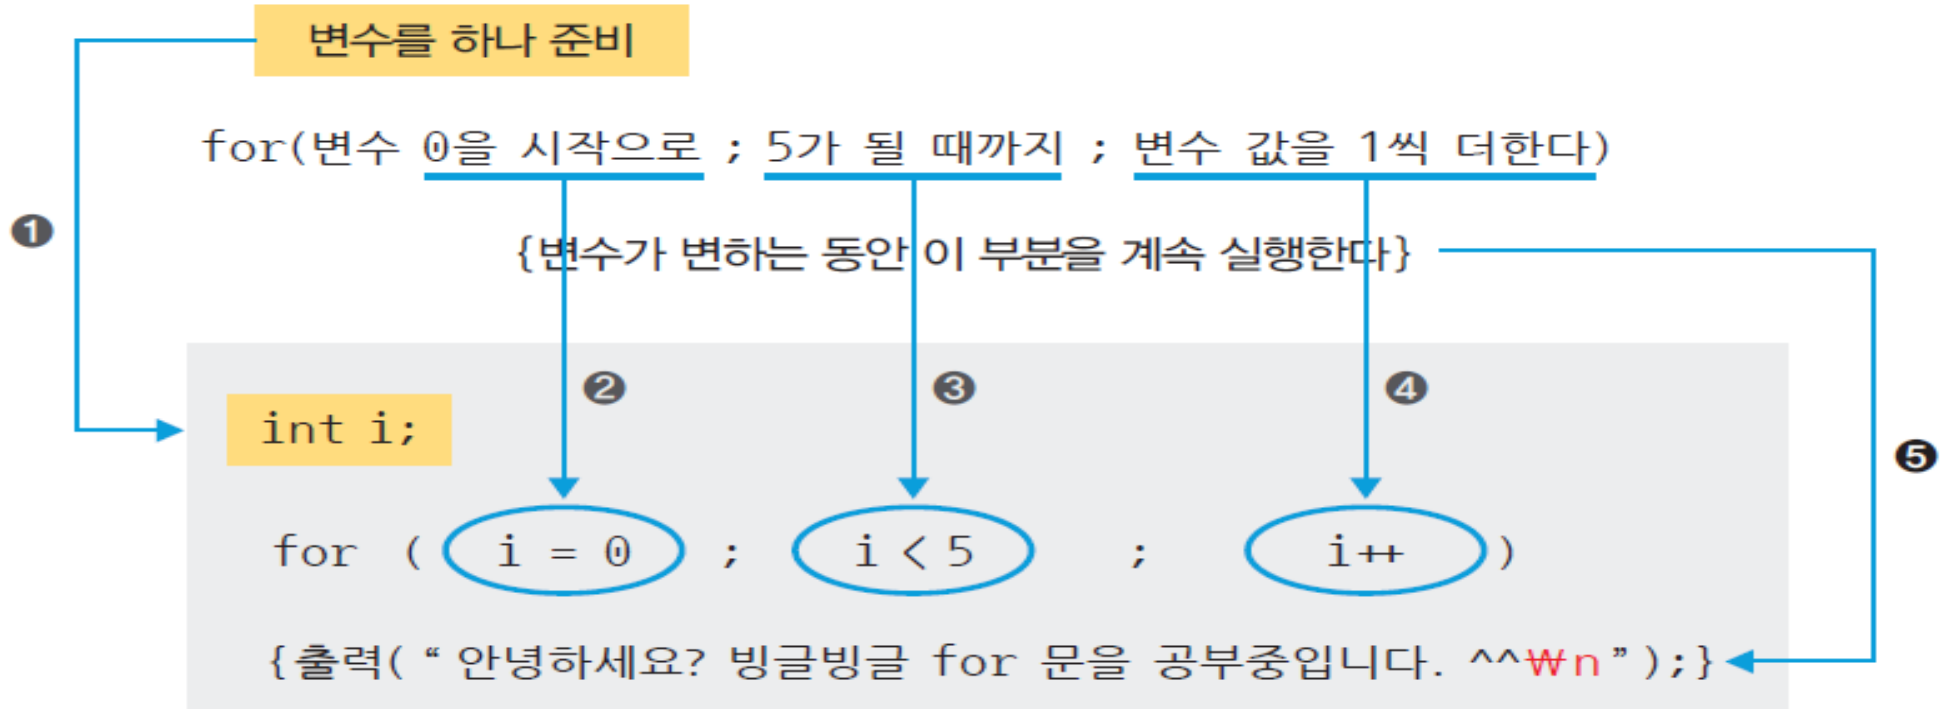 변수를 하나 준비
for(변수 0을 시작으로 ; 5가 될 때까지 ; 변수 값을 1씩 더한다)
❶
{변수가 변하는 동안 이 부분을 계속 실행한다}
❷ ❸ ❹
int i;
❺
for ( i = 0 ; i < 5 ; i++ )
{출력( “ 안녕하세요? 빙글빙글 for 문을 공부중입니다. ^^₩n ” );}